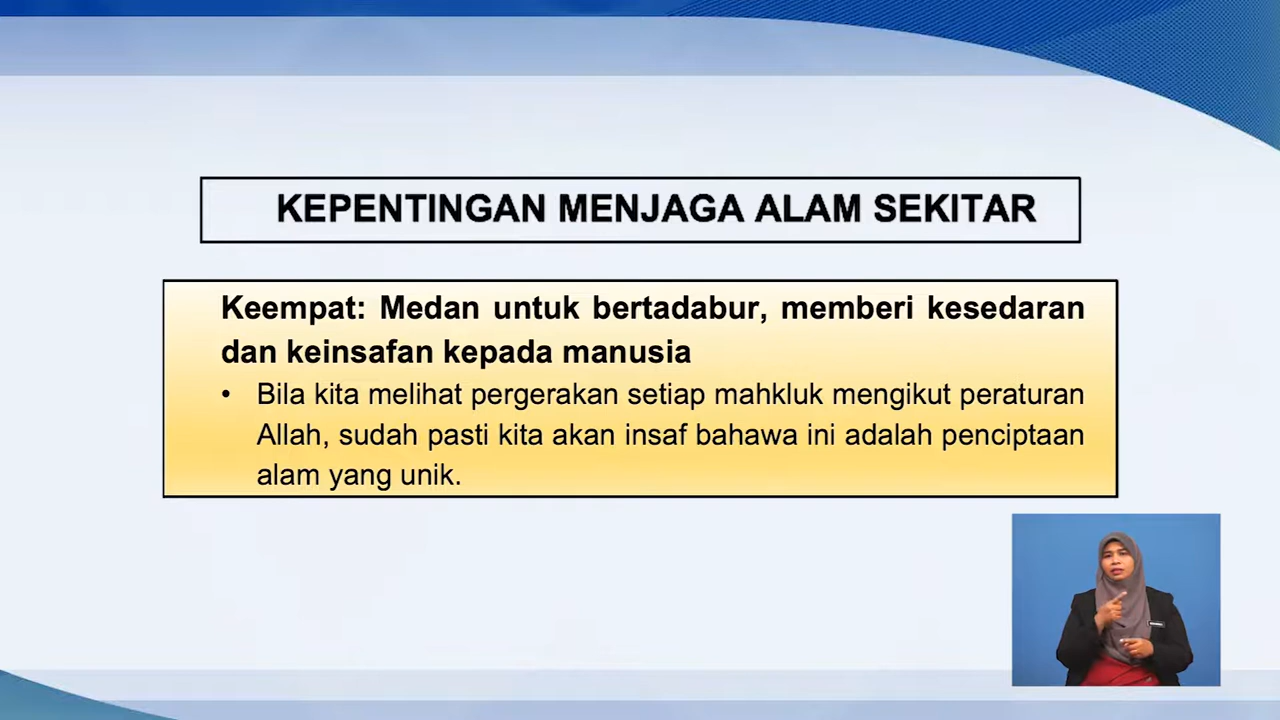 KEPENTINGAN MENJAGA ALAM SEKITAR
Keempat: Medan untuk bertadabur, memberi kesedaran
dan keinsafan kepada manusia
• Bila kita melihat pergerakan setiap mahkluk mengikut peraturan
Allah, sudah pasti kita akan insaf bahawa ini adalah penciptaan
alam yang unik.